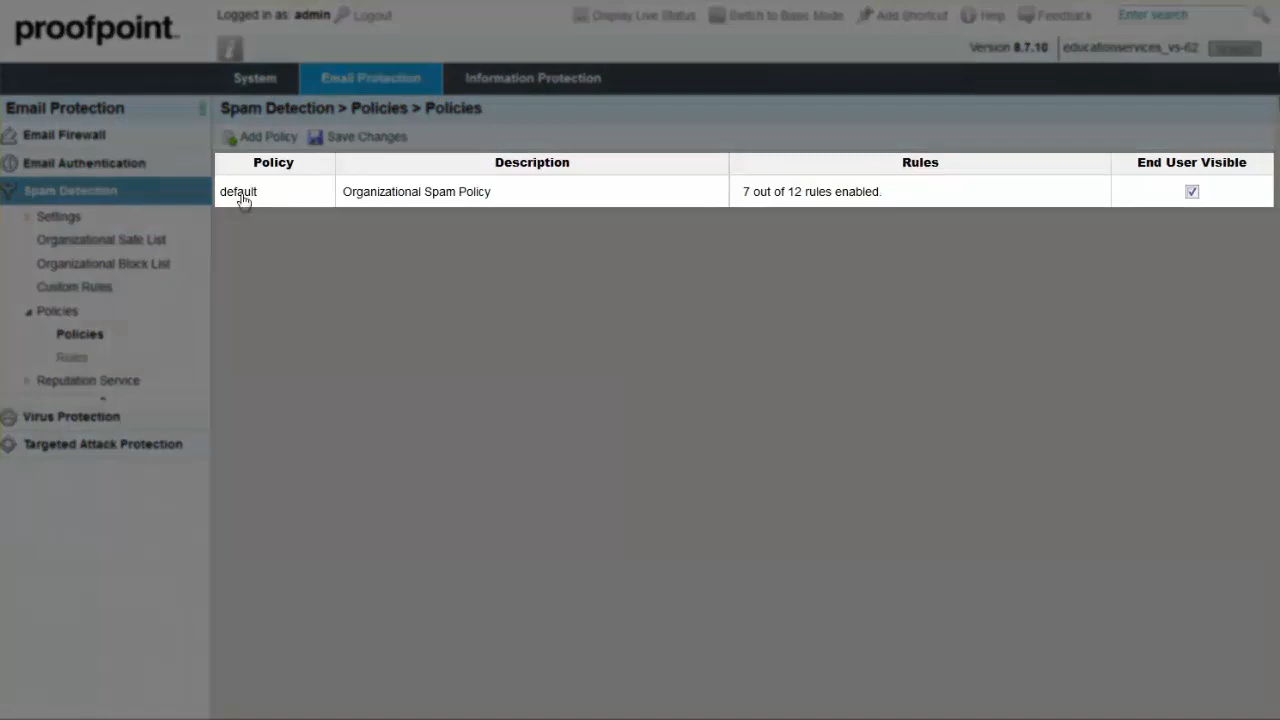 proofpoint.
Logged in as: admin Logout
Display Live Status Switch to Basic Mode Add Shortcut Help Feedback Enter search
Version 8.7.10 educationservices_vs-62
System Email Protection Information Protection
Email Protection
Email Firewall
Email Authentication
Spam Detection
Settings
Organizational Safe List
Organizational Block List
Custom Rules
Policies
Policies
Rules
Reputation Service
Virus Protection
Targeted Attack Protection
Spam Detection > Policies > Policies
Add Policy Save Changes
Policy Description Rules End User Visible
default Organizational Spam Policy 7 out of 12 rules enabled.